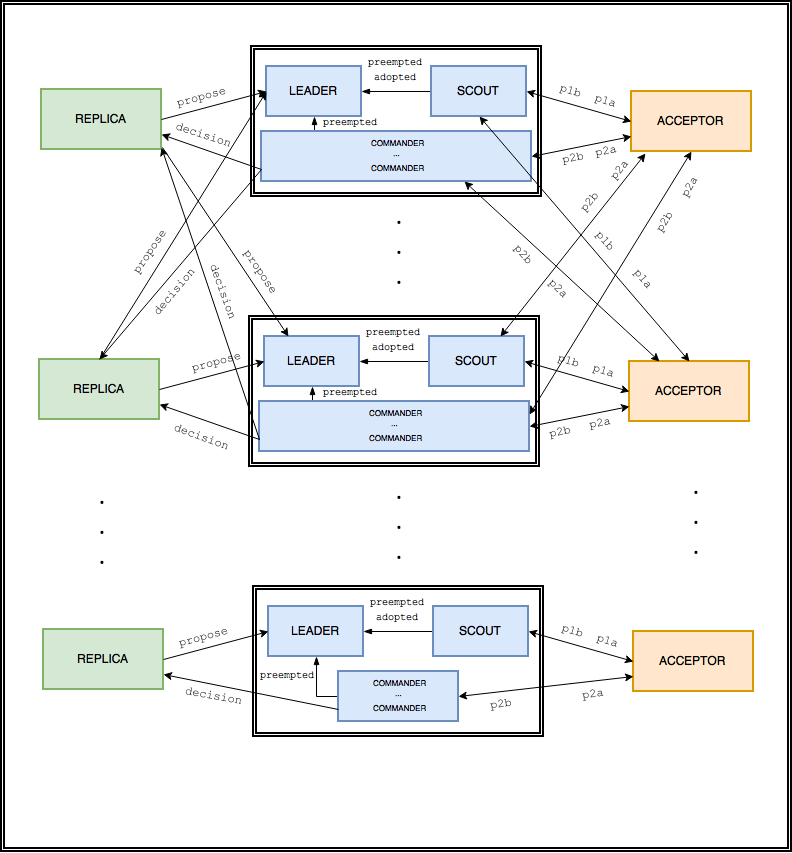 preempted
adopted
LEADER
SCOUT
REPLICA
propose
decision
preempted
COMMANDER
...
COMMANDER
p1b
p1a
ACCEPTOR
p2b
p2a
p2a
p2b
p2a
p2b
propose
decision
decision
propose
p2b
p2a
p1b
p1a
preempted
adopted
LEADER
SCOUT
REPLICA
propose
decision
preempted
COMMANDER
...
COMMANDER
p1b
p1a
ACCEPTOR
p2b
p2a
preempted
adopted
LEADER
SCOUT
REPLICA
propose
decision
preempted
COMMANDER
...
COMMANDER
p1b
p1a
ACCEPTOR
p2b
p2a